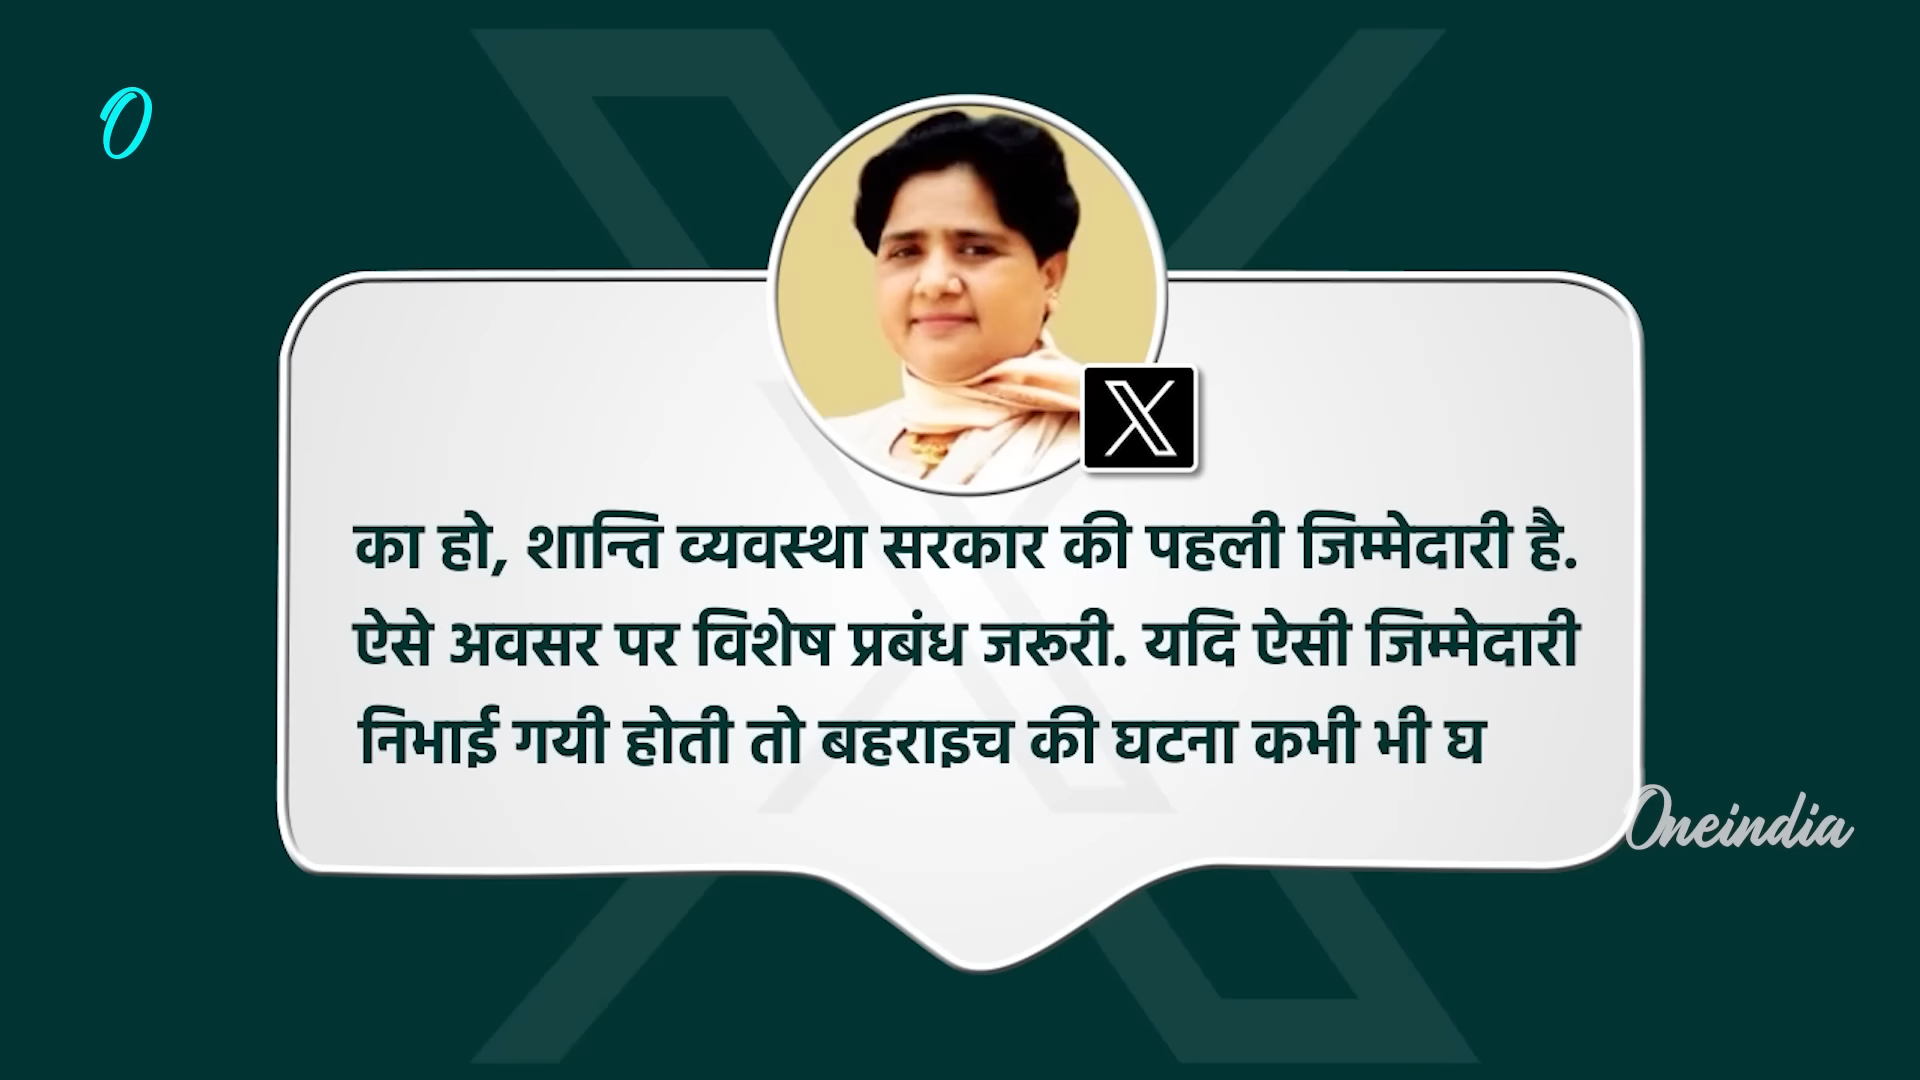 O
का हो, शान्ति व्यवस्था सरकार की पहली जिम्मेदारी है.
ऐसे अवसर पर विशेष प्रबंध जरूरी. यदि ऐसी जिम्मेदारी
निभाई गयी होती तो बहराइच की घटना कभी भी घ
Oneindia